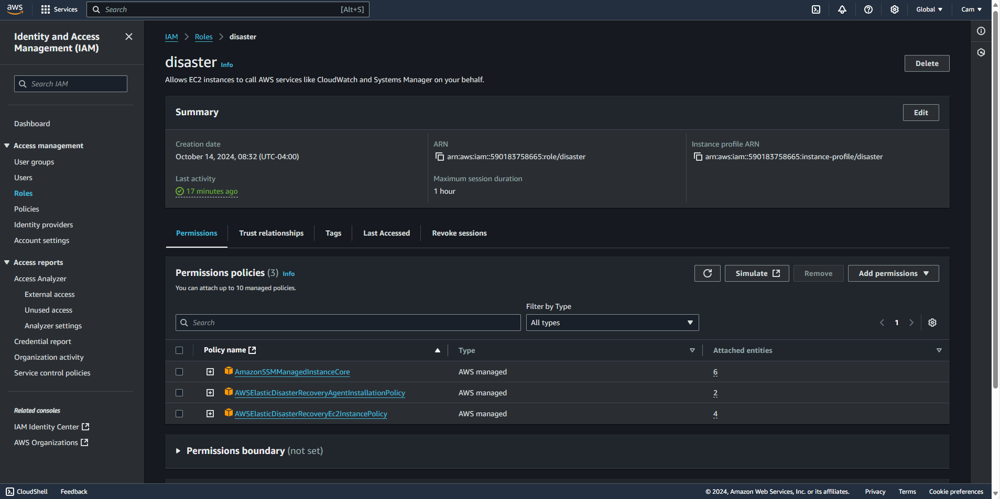 aws
Services
Search
[Alt+S]
Global
Cam
Identity and Access
Management (IAM)
Search IAM
Dashboard
Access management
User groups
Users
Roles
Policies
Identity providers
Account settings
Access reports
Access Analyzer
External access
Unused access
Analyzer settings
Credential report
Organization activity
Service control policies
Related consoles
IAM Identity Center
AWS Organizations
IAM > Roles > disaster
disaster Info
Delete
Allows EC2 instances to call AWS services like CloudWatch and Systems Manager on your behalf.
Summary
Edit
Creation date
October 14, 2024, 08:32 (UTC-04:00)
ARN
arn:aws:iam::590183758665:role/disaster
Instance profile ARN
arn:aws:iam::590183758665:instance-profile/disaster
Last activity
17 minutes ago
Maximum session duration
1 hour
Permissions
Trust relationships
Tags
Last Accessed
Revoke sessions
Permissions policies (3) Info
You can attach up to 10 managed policies.
Simulate
Remove
Add permissions
Filter by Type
Search
All types
1
Policy name
Type
Attached entities
AmazonSSMManagedInstanceCore
AWS managed
6
AWSElasticDisasterRecoveryAgentInstallationPolicy
AWS managed
2
AWSElasticDisasterRecoveryEc2InstancePolicy
AWS managed
4
Permissions boundary (not set)
CloudShell
Feedback
© 2024, Amazon Web Services, Inc. or its affiliates.
Privacy
Terms
Cookie preferences